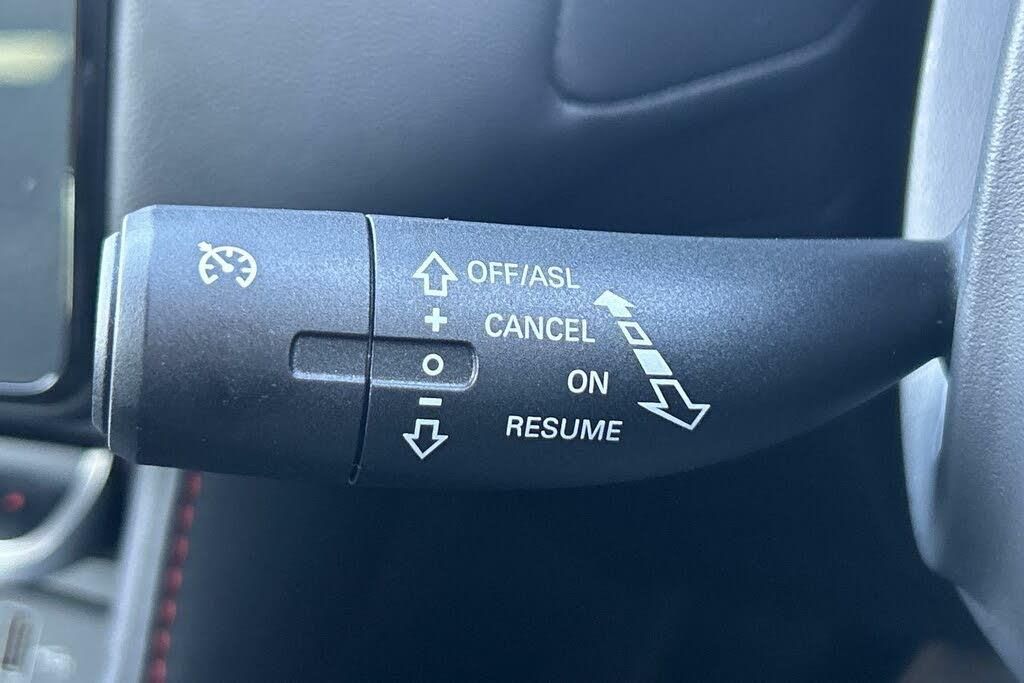 OFF/ASL
+ CANCEL
O
ON
-
RESUME